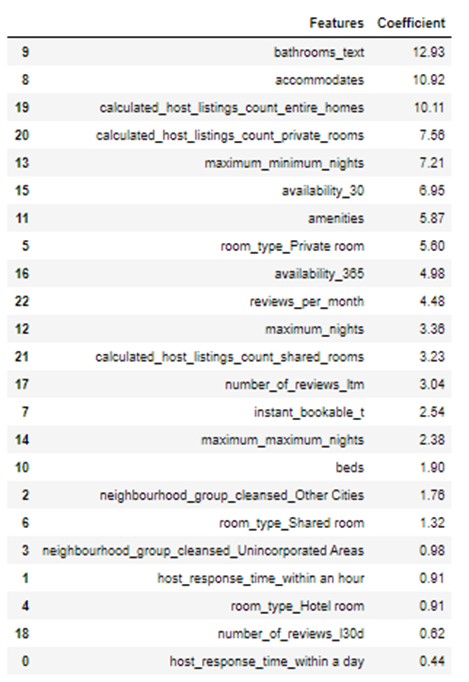 Features Coefficient
9 bathrooms_text 12.93
8 accommodates 10.92
19 calculated_host_listings_count_entire_homes 10.11
20 calculated_host_listings_count_private_rooms 7.56
13 maximum_minimum_nights 7.21
15 availability_30 6.95
11 amenities 5.87
5 room_type_Private room 5.60
16 availability_365 4.98
22 reviews_per_month 4.48
12 maximum_nights 3.36
21 calculated_host_listings_count_shared_rooms 3.23
17 number_of_reviews_ltm 3.04
7 instant_bookable_t 2.54
14 maximum_maximum_nights 2.38
10 beds 1.90
2 neighbourhood_group_cleansed_Other Cities 1.76
6 room_type_Shared room 1.32
3 neighbourhood_group_cleansed_Unincorporated Areas 0.98
1 host_response_time_within an hour 0.91
4 room_type_Hotel room 0.91
18 number_of_reviews_l30d 0.62
0 host_response_time_within a day 0.44